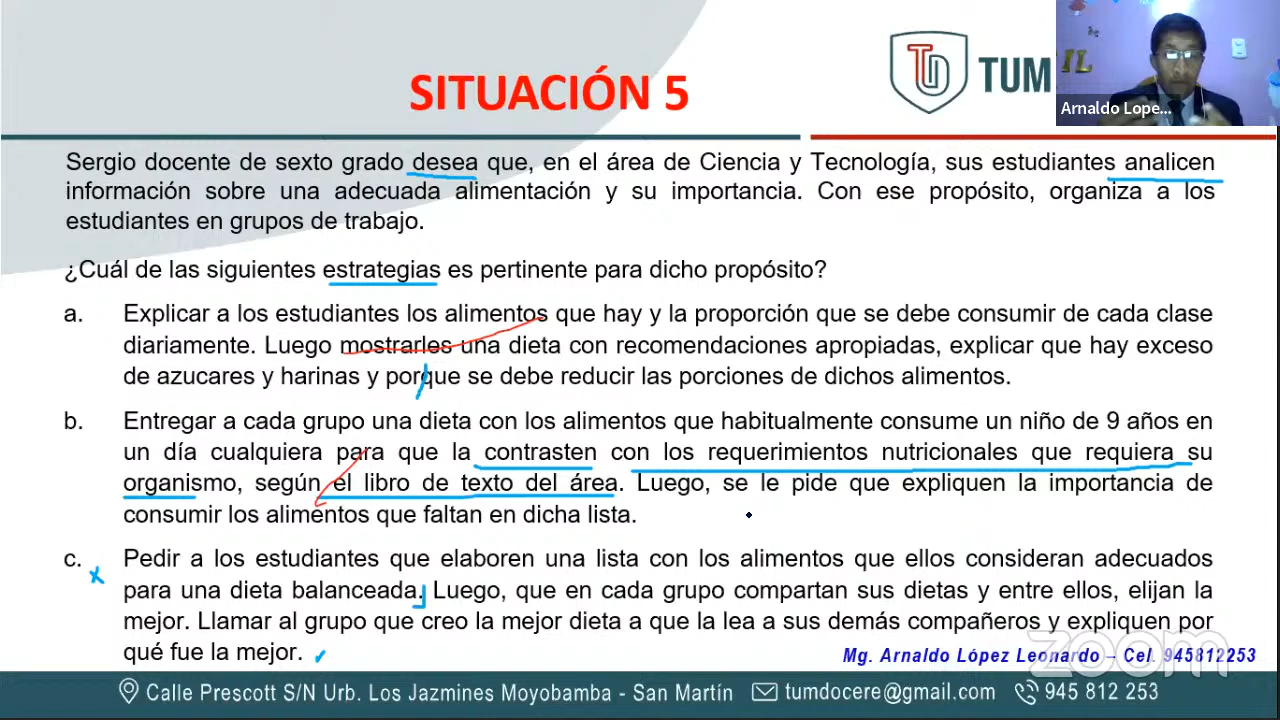 SITUACIÓN 5
TD TUM
IL
Arnaldo Lope...
Sergio docente de sexto grado desea que, en el área de Ciencia y Tecnología, sus estudiantes analicen
información sobre una adecuada alimentación y su importancia. Con ese propósito, organiza a los
estudiantes en grupos de trabajo.
¿Cuál de las siguientes estrategias es pertinente para dicho propósito?
a. Explicar a los estudiantes los alimentos que hay y la proporción que se debe consumir de cada clase
diariamente. Luego mostrarles una dieta con recomendaciones apropiadas, explicar que hay exceso
de azucares y harinas y porque se debe reducir las porciones de dichos alimentos.
b. Entregar a cada grupo una dieta con los alimentos que habitualmente consume un niño de 9 años en
un día cualquiera para que la contrasten con los requerimientos nutricionales que requiera su
organismo, según el libro de texto del área. Luego, se le pide que expliquen la importancia de
consumir los alimentos que faltan en dicha lista.
c. Pedir a los estudiantes que elaboren una lista con los alimentos que ellos consideran adecuados
para una dieta balanceada. Luego, que en cada grupo compartan sus dietas y entre ellos, elijan la
mejor. Llamar al grupo que creo la mejor dieta a que la lea a sus demás compañeros y expliquen por
qué fue la mejor.
zoom
Mg. Arnaldo López Leonardo – Cel. 945812253
Calle Prescott S/N Urb. Los Jazmines Moyobamba - San Martín tumdocere@gmail.com 945 812 253